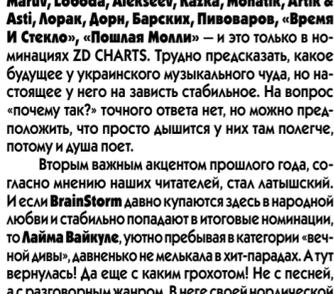 Maruv, Loboda, Alekseev, Kazka, Monatik, Artik &
Asti, Лорак, Дорн, Барских, Пивоваров, «Время
И Стекло», «Пошлая Молли» — и это только в но-
минациях ZD CHARTS. Трудно предсказать, какое
будущее у украинского музыкального чуда, но на-
стоящее у него на зависть стабильное. На вопрос
«почему так?» точного ответа нет, но можно пред-
положить, что просто дышится у них там полегче,
потому и душа поет.
Вторым важным акцентом прошлого года, со-
гласно мнению наших читателей, стал латышский.
И если BrainStorm давно купаются здесь в народной
любви и стабильно попадают в итоговые номинации,
то Лайма Вайкуле, уютно пребывая в категории «веч-
ной дивы», давненько не мелькала в хит-парадах. А тут
вернулась! Да еще с каким грохотом! Не с песней,
а с разговорным жанром. В неге своей нордической